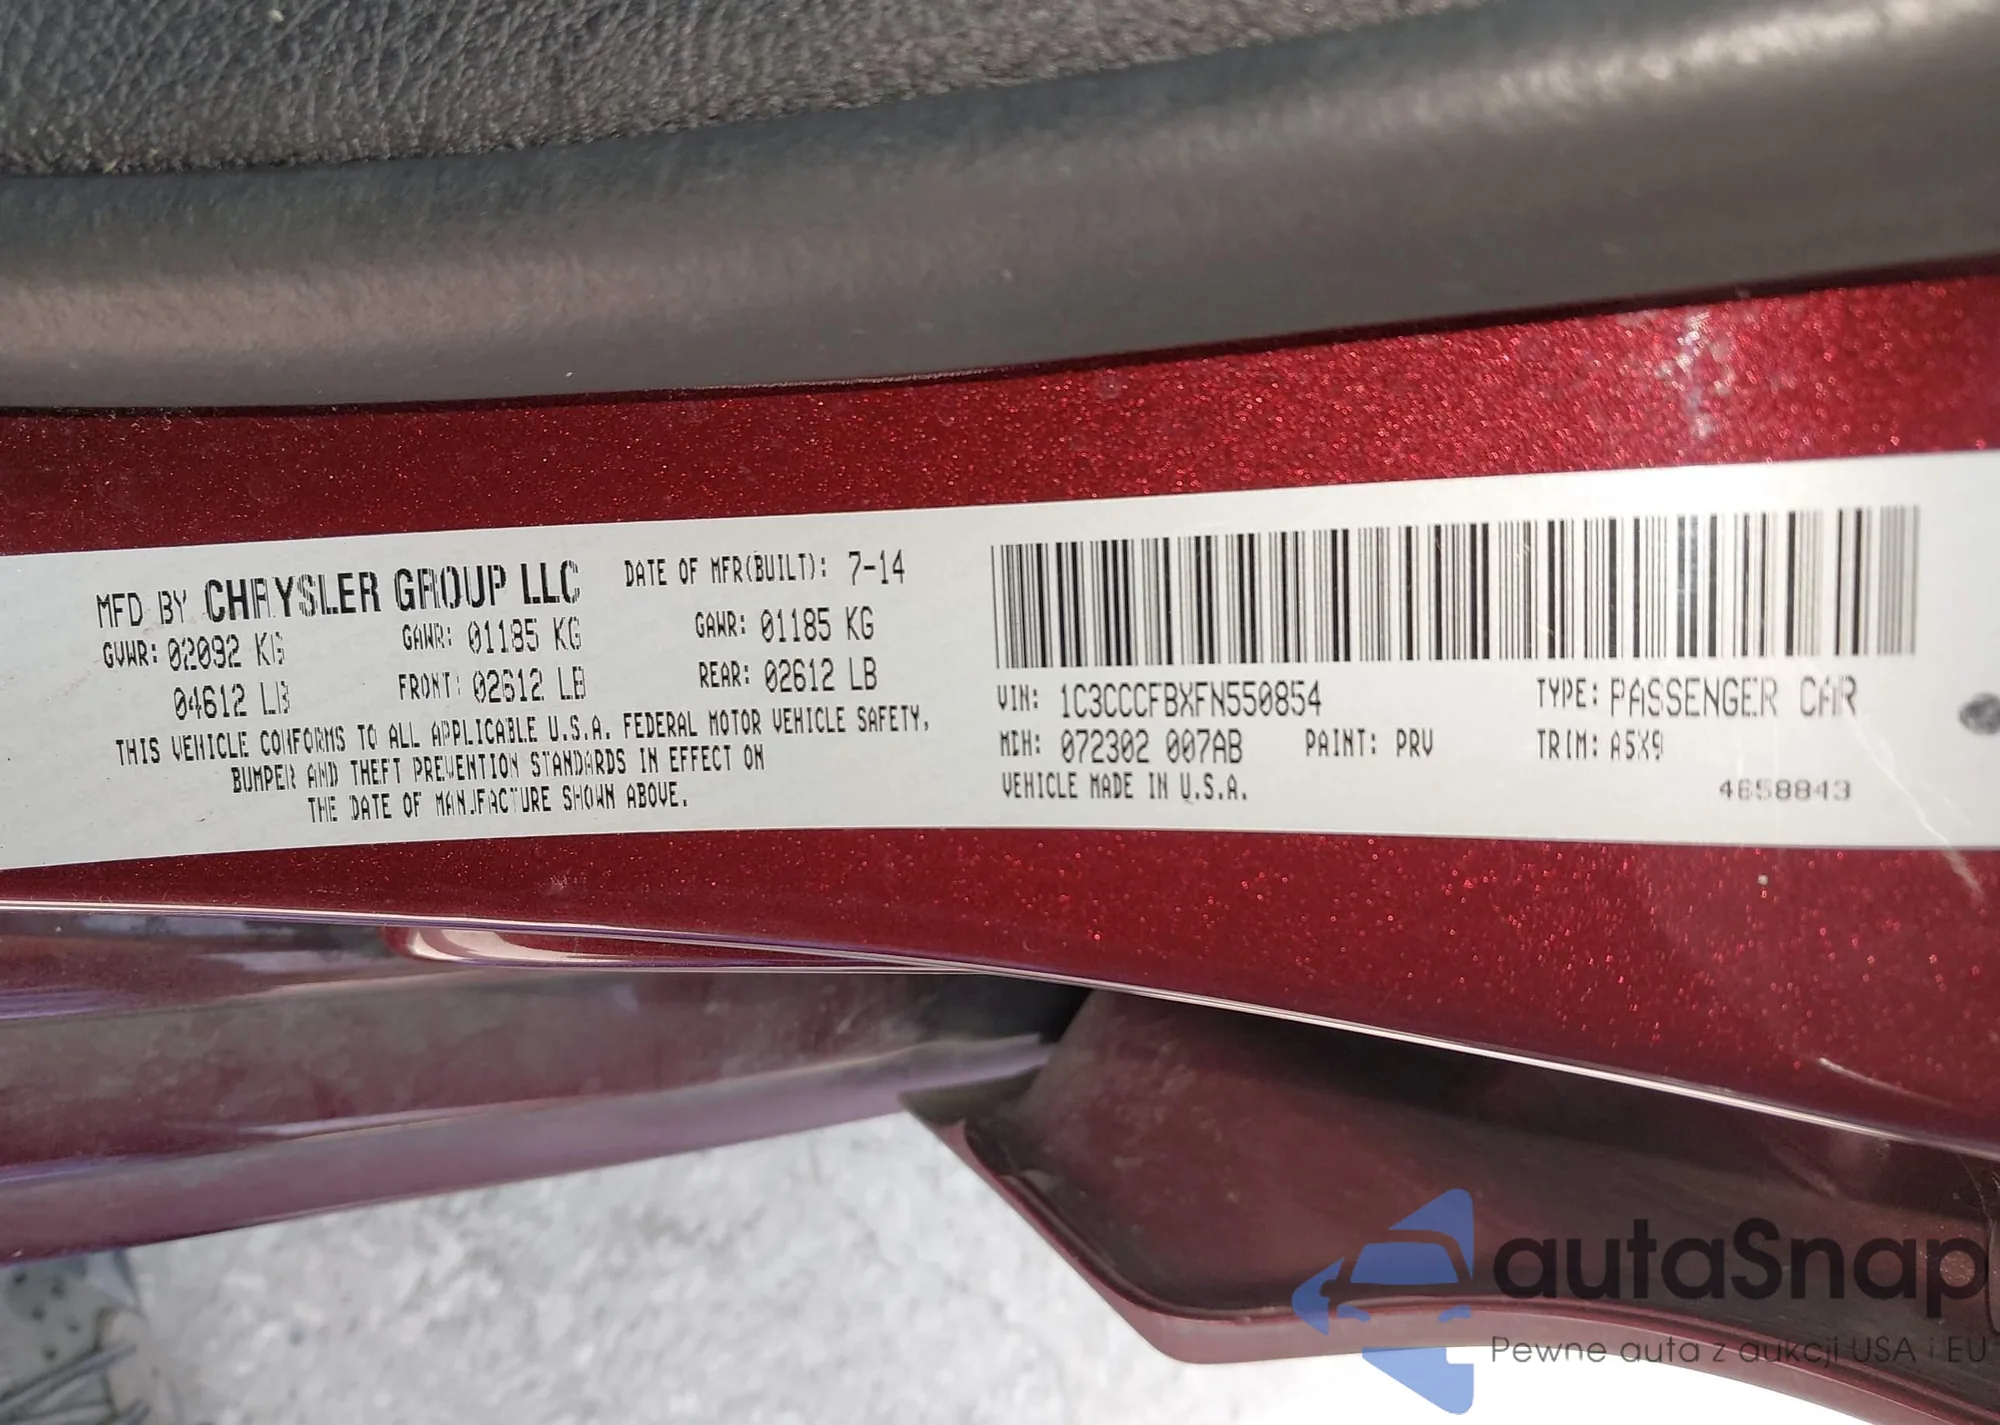 MFD BY CHRYSLER GROUP LLC DATE OF MFR(BUILT): 7-14
GVWR: 02092 KG GAWR: 01185 KG GAWR: 01185 KG
04612 LB FRONT: 02612 LB REAR: 02612 LB
THIS VEHICLE CONFORMS TO ALL APPLICABLE U.S.A. FEDERAL MOTOR VEHICLE SAFETY,
BUMPER AND THEFT PREVENTION STANDARDS IN EFFECT ON
THE DATE OF MANUFACTURE SHOWN ABOVE.
VIN: 1C3CCCFBXFN550854 TYPE: PASSENGER CAR
MDH: 072302 007AB PAINT: PRV TRIM: A5X9
VEHICLE MADE IN U.S.A.
4658843
autaSnap
Pewne auta z aukcji USA i EU